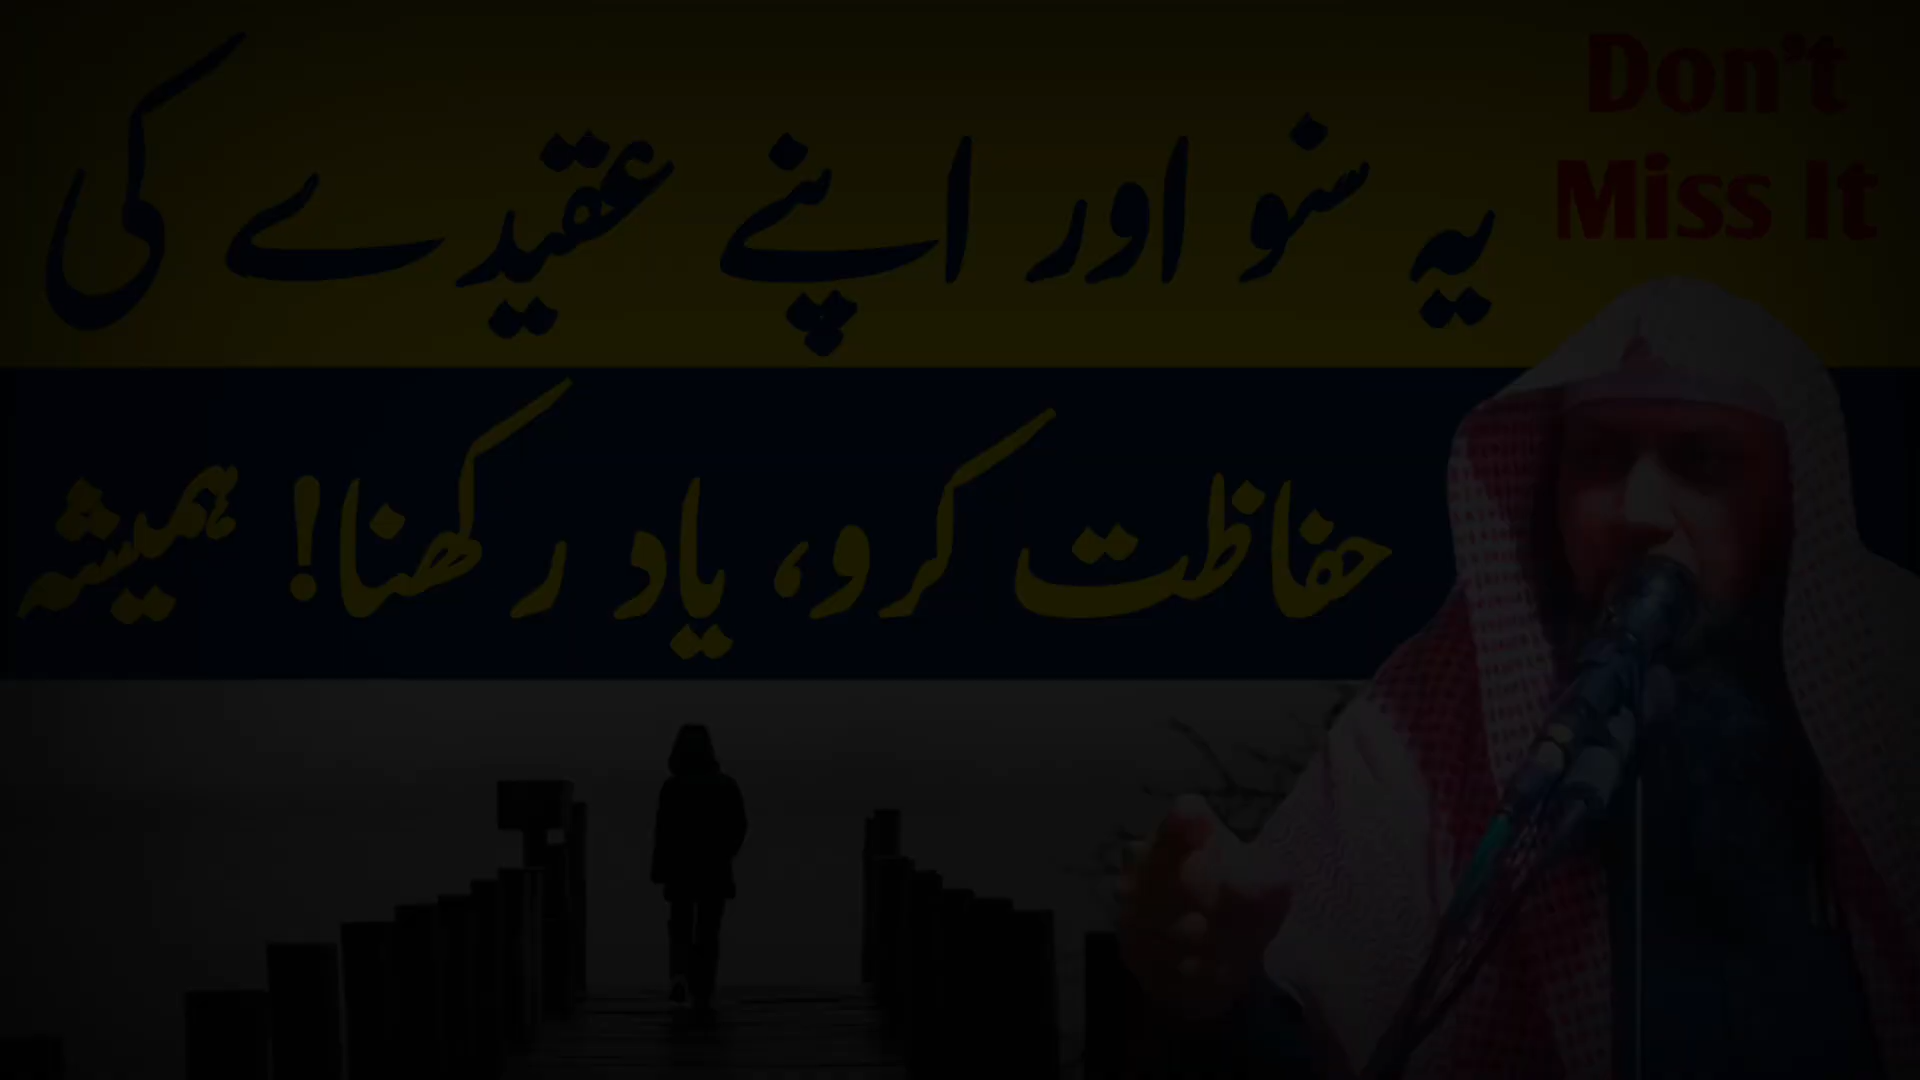 Don't
Miss It
یہ سنو اور اپنے عقیدے کی
حفاظت کرو، یاد رکھنا! ہمیشہ